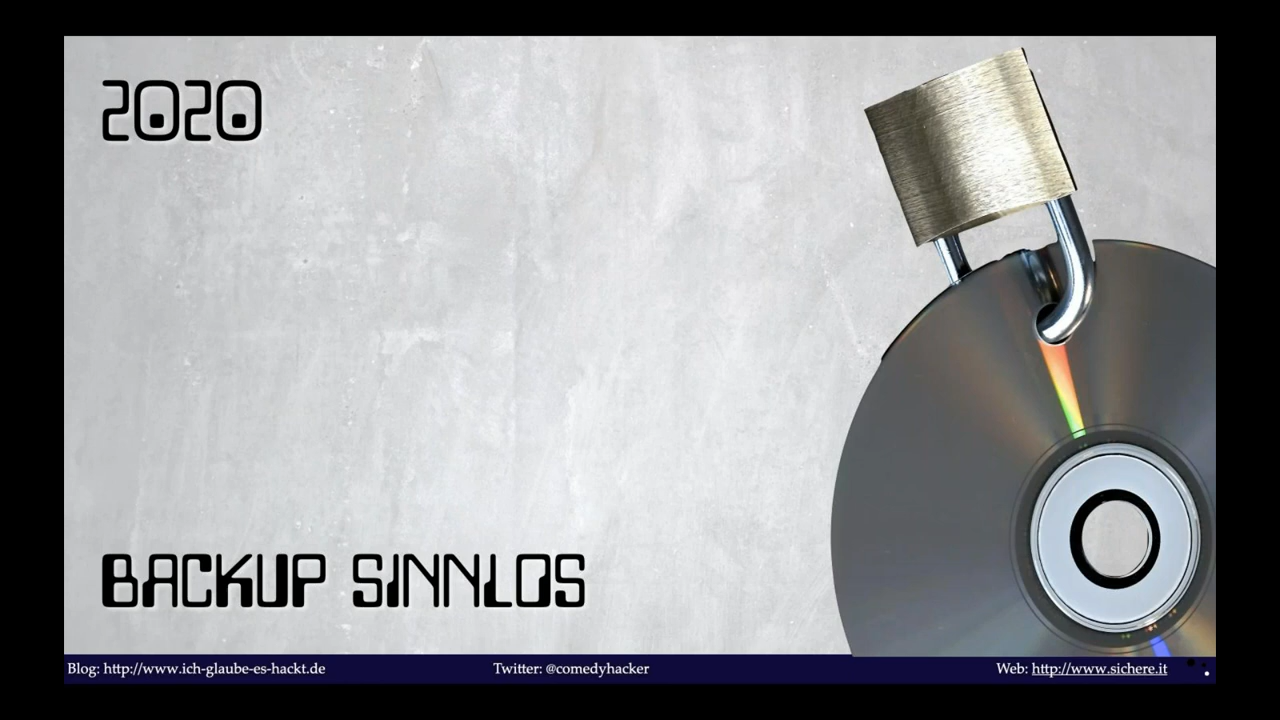 2020
BACKUP SINNLOS
Blog: http://www.ich-glaube-es-hackt.de
Twitter: @comedyhacker
Web: http://www.sichere.it